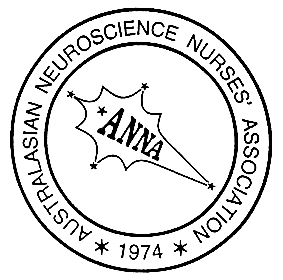 AUSTRALASIAN NEUROSCIENCE NURSES' ASSOCIATION
ANNA
1974